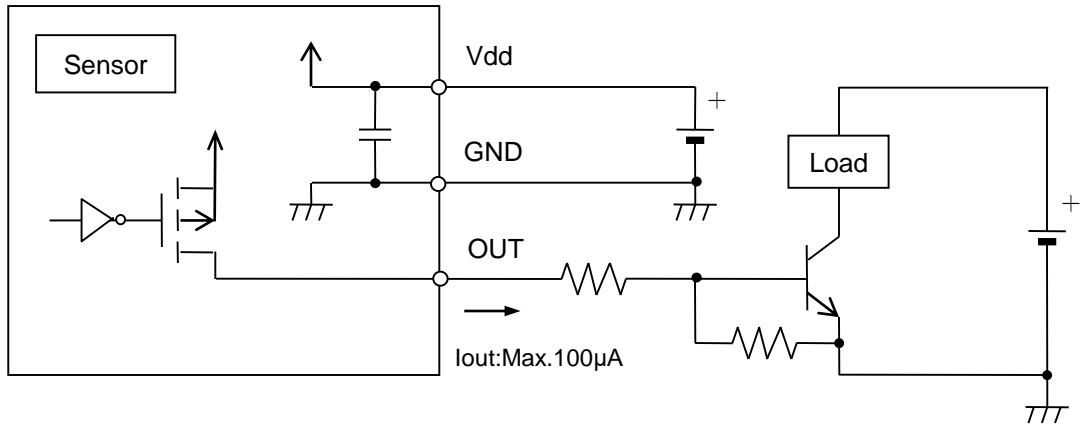 Sensor
Vdd
+
GND
Load
+
OUT
Iout:Max.100μA